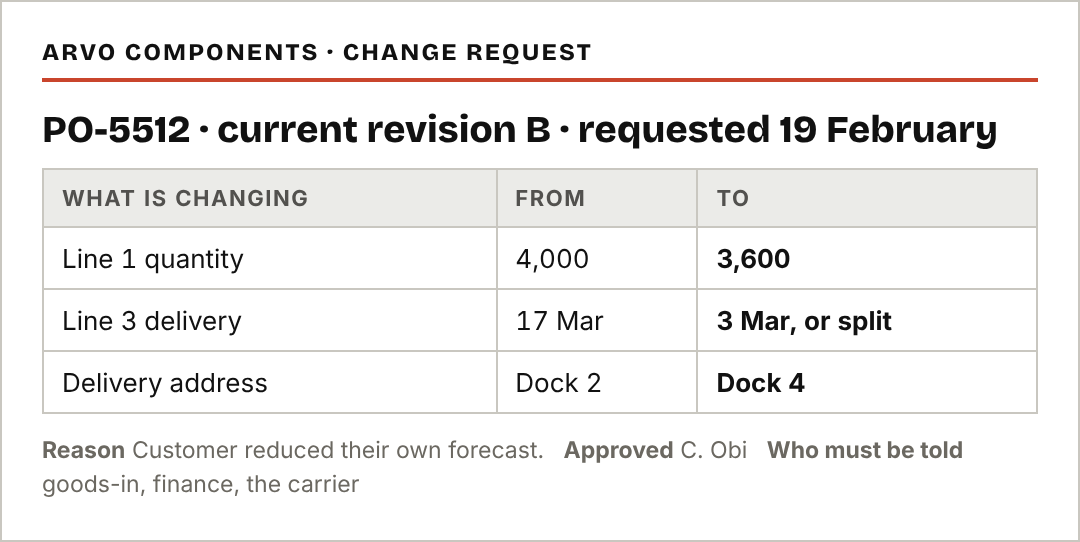 ARVO COMPONENTS · CHANGE REQUEST
PO-5512 · current revision B · requested 19 February
WHAT IS CHANGING FROM TO
Line 1 quantity 4,000 3,600
Line 3 delivery 17 Mar 3 Mar, or split
Delivery address Dock 2 Dock 4
Reason Customer reduced their own forecast. Approved C. Obi Who must be told
goods-in, finance, the carrier